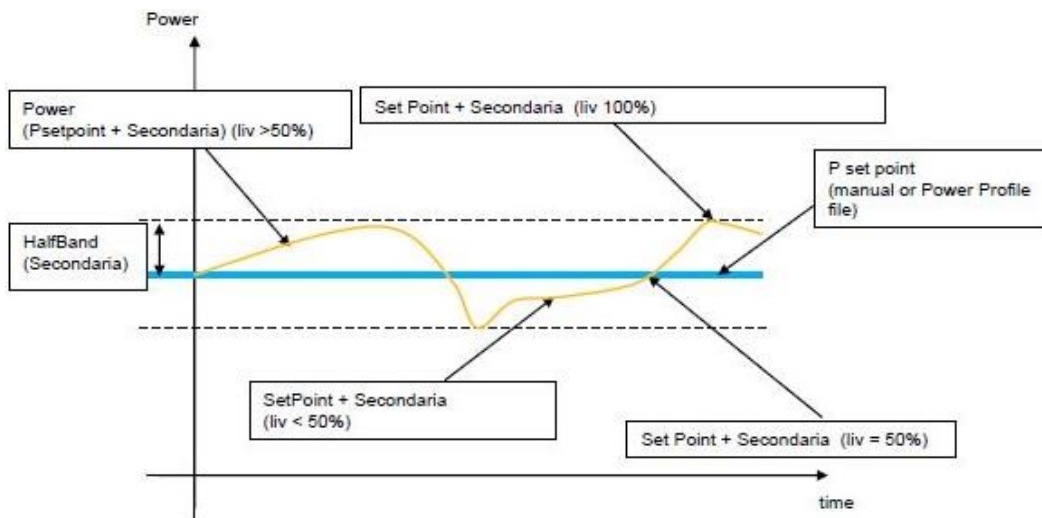 Power
Power
(Psetpoint + Secondaria) (liv >50%)
Set Point + Secondaria (liv 100%)
P set point
(manual or Power Profile
file)
HalfBand
(Secondaria)
SetPoint + Secondaria
(liv < 50%)
Set Point + Secondaria (liv = 50%)
time